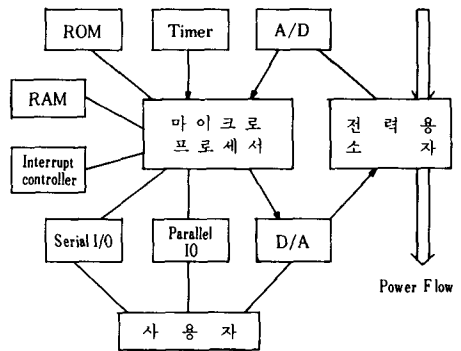 ROM
Timer
A/D
RAM
마 이 크 로
프 로 세 서
전 력 용
소 자
Interrupt
controller
Serial I/O
Parallel
IO
D/A
Power Flow
사 용 자